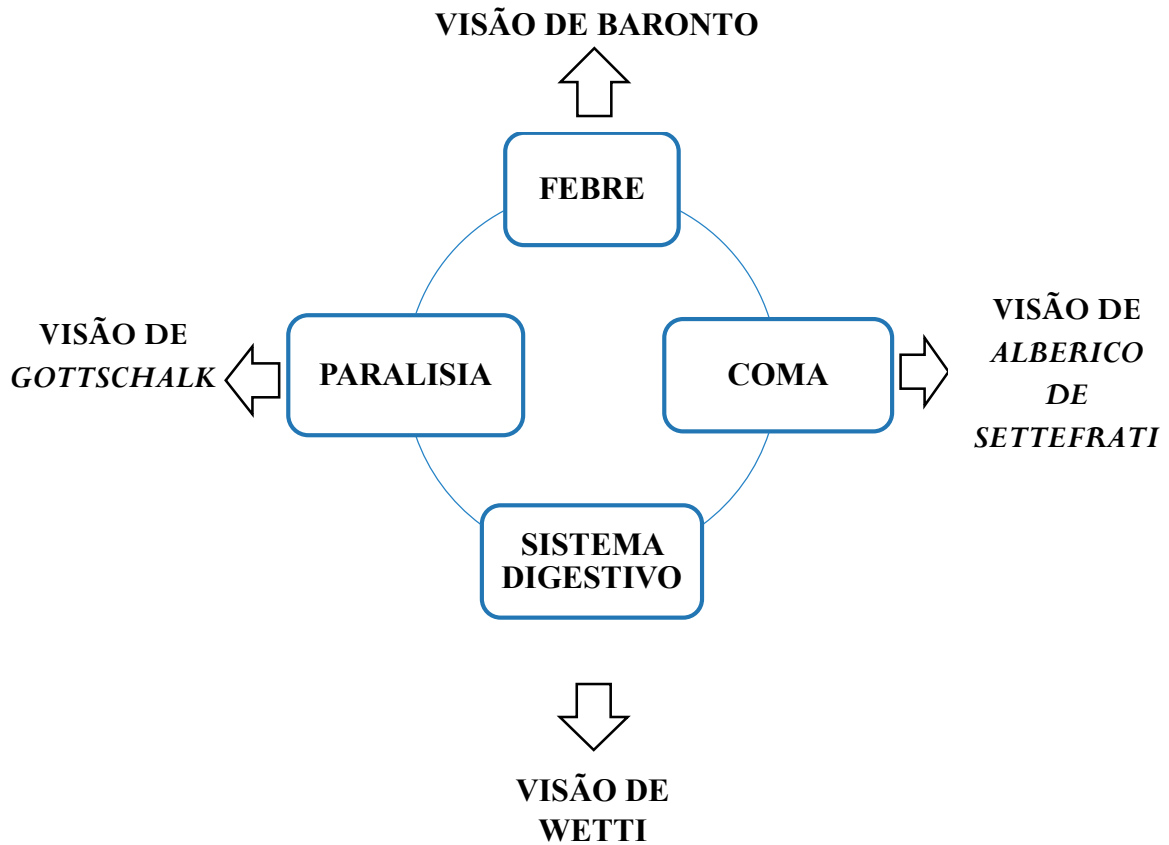 VISÃO DE BARONTO
FEBRE
VISÃO DE
GOTTSCHALK
PARALISIA
COMA
VISÃO DE
ALBERICO
DE
SETTEFRATI
SISTEMA
DIGESTIVO
VISÃO DE
WETTI